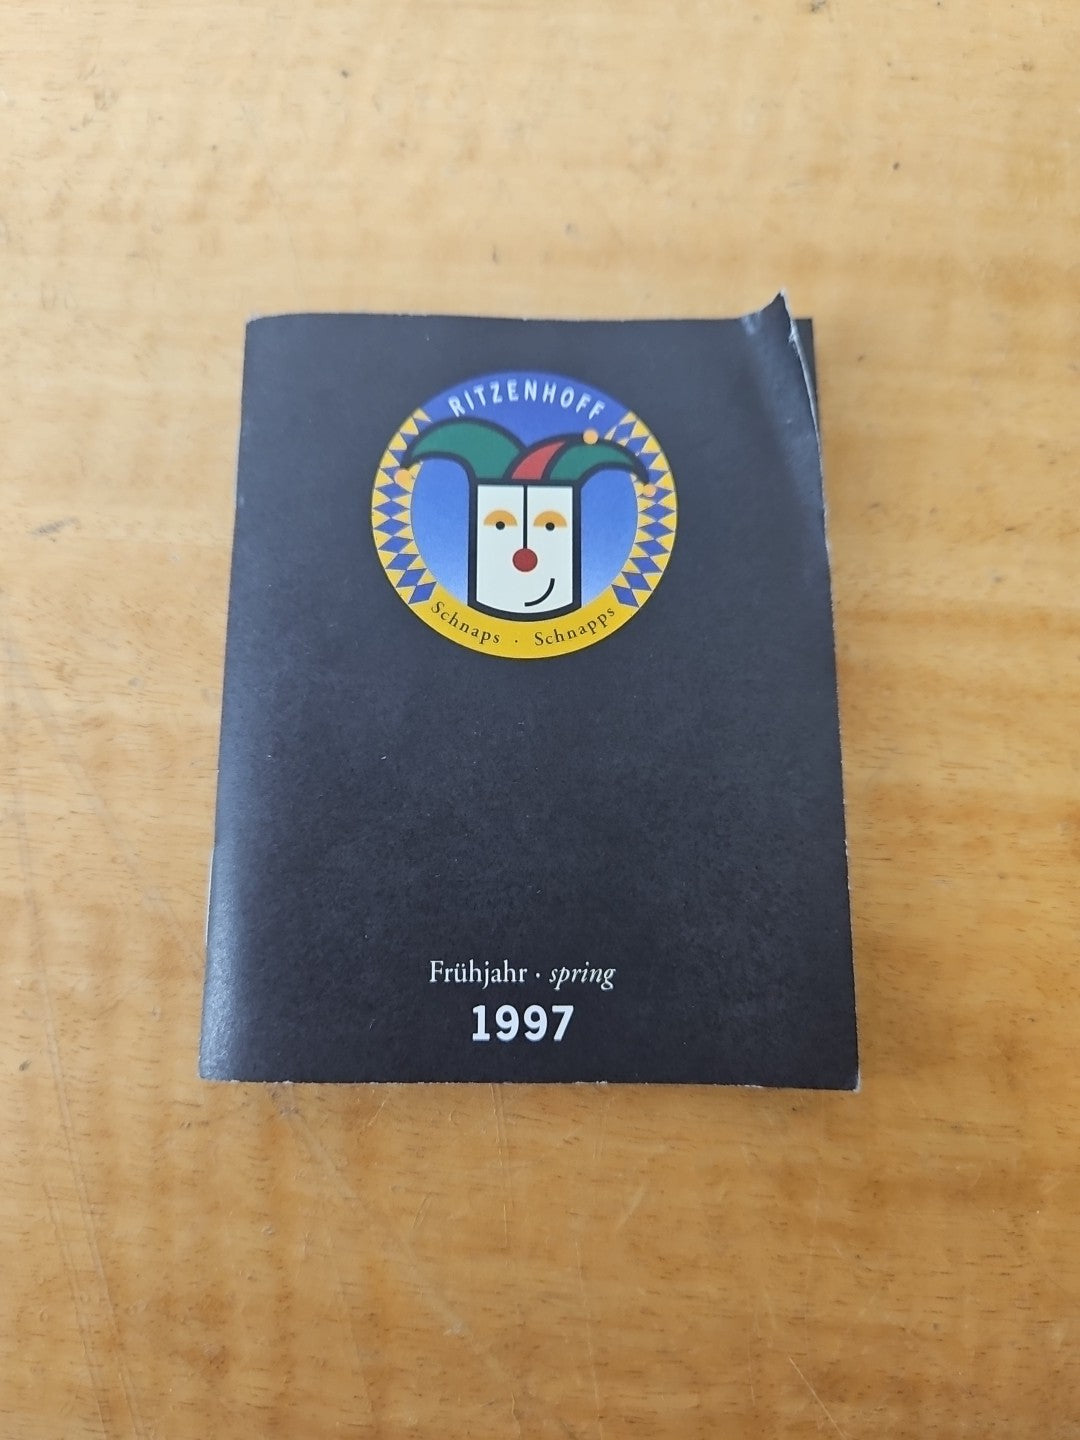 RITZENHOFF
Schnaps · Schnapps
Frühjahr · spring
1997